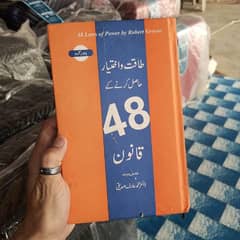 48 Laws of Power by Robert Greene
طاقت و اختیار
حاصل کرنے کے
48
قانون